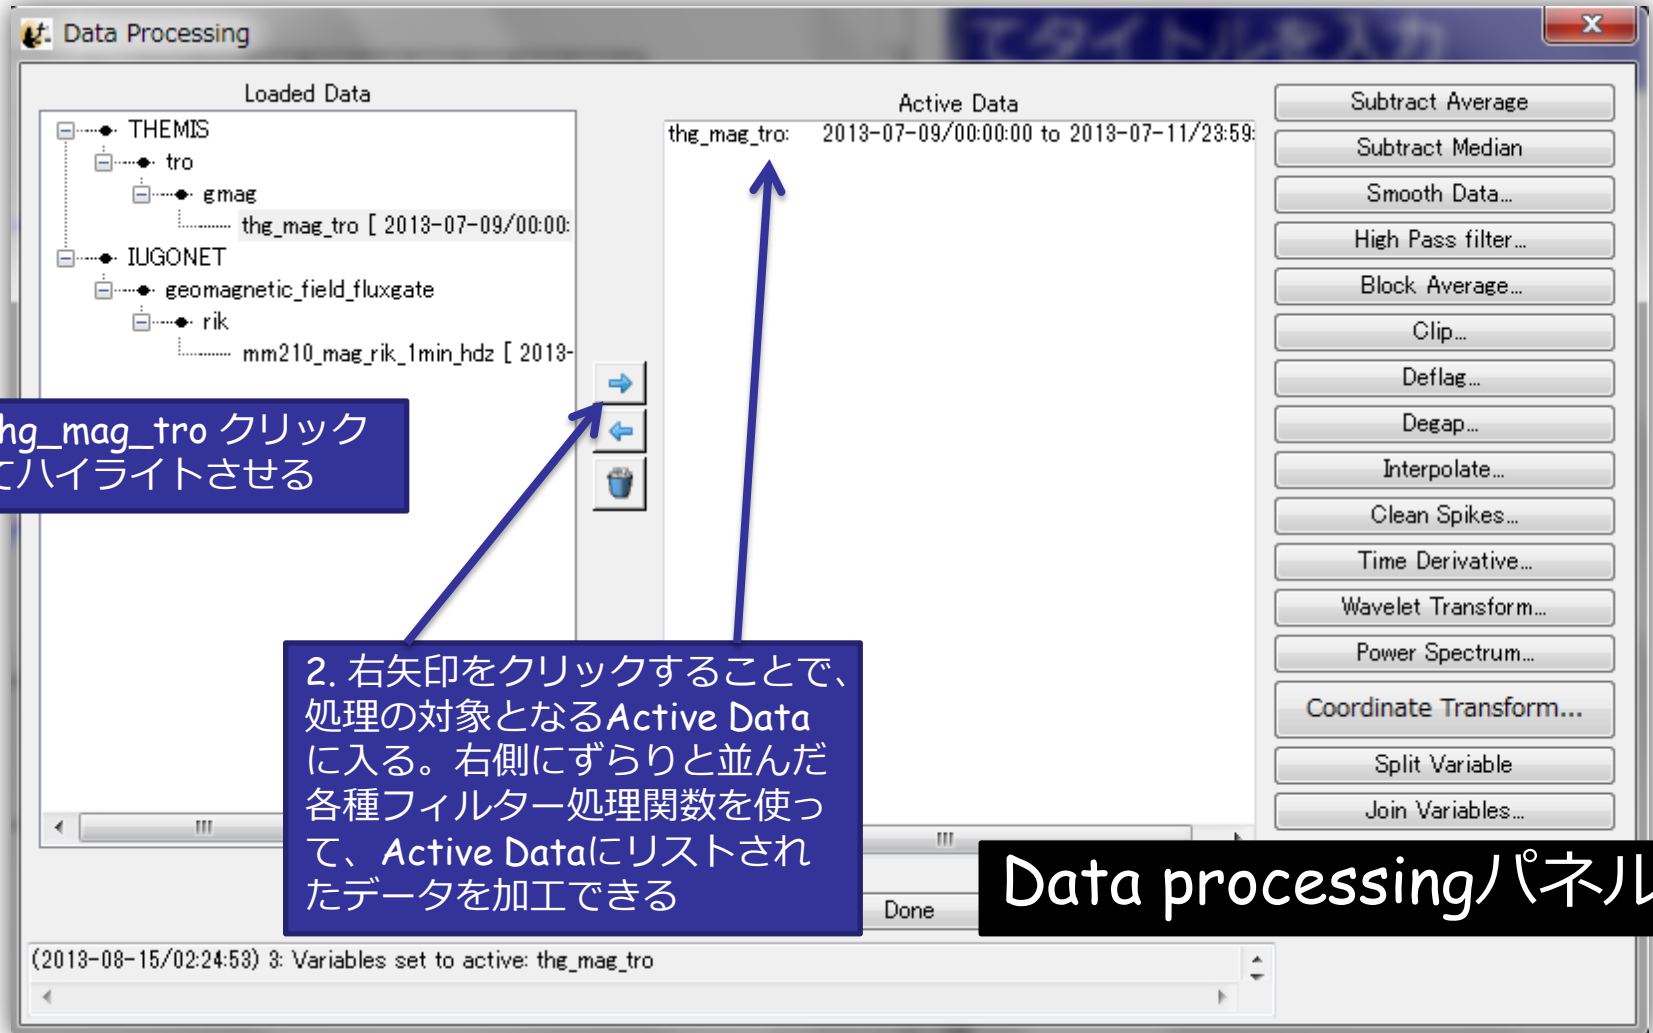 てタイトルを入力
Data Processing
Loaded Data
THEMIS
tro
gmag
thg_mag_tro [ 2013-07-09/00:00:
IUGONET
geomagnetic_field_fluxgate
rik
mm210_mag_rik_1min_hdz [ 2013-
hg_mag_tro クリック
てハイライトさせる
Active Data
thg_mag_tro: 2013-07-09/00:00:00 to 2013-07-11/23:59:
2. 右矢印をクリックすることで、
処理の対象となるActive Data
に入る。右側にずらりと並んだ
各種フィルター処理関数を使っ
て、Active Dataにリストされ
たデータを加工できる
Subtract Average
Subtract Median
Smooth Data...
High Pass filter...
Block Average...
Clip...
Deflag...
Degap...
Interpolate...
Clean Spikes...
Time Derivative...
Wavelet Transform...
Power Spectrum...
Coordinate Transform...
Split Variable
Join Variables...
Data processingパネル
Done
(2013-08-15/02:24:53) 3: Variables set to active: thg_mag_tro